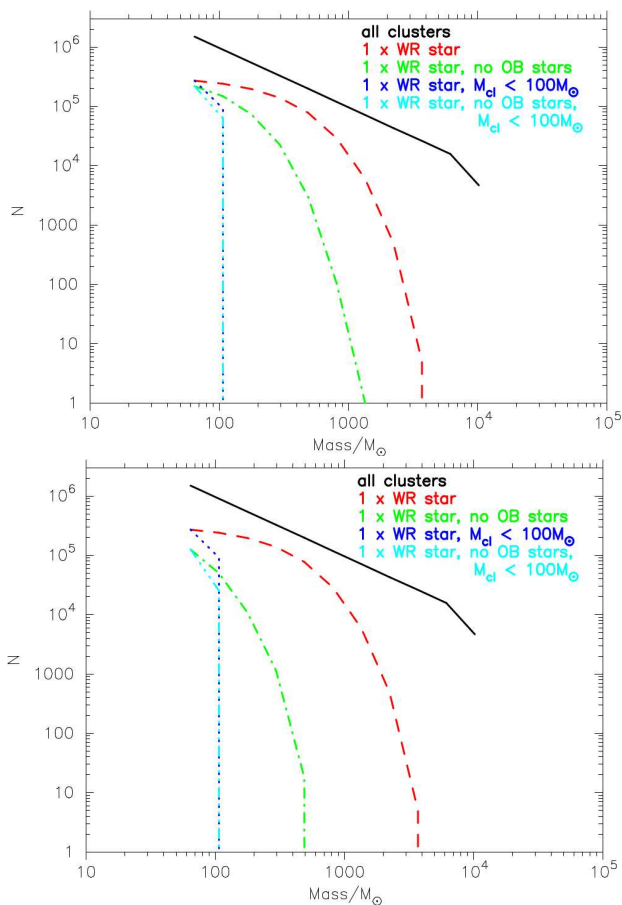 all clusters
1 x WR star
1 x WR star, no OB stars
1 x WR star, M_cl < 100M_☉
1 x WR star, no OB stars,
M_cl < 100M_☉
10^6
10^5
10^4
1000
100
10
1
N
10
100
1000
10^4
10^5
Mass/M_☉
all clusters
1 x WR star
1 x WR star, no OB stars
1 x WR star, M_cl < 100M_☉
1 x WR star, no OB stars,
M_cl < 100M_☉
10^6
10^5
10^4
1000
100
10
1
N
10
100
1000
10^4
10^5
Mass/M_☉